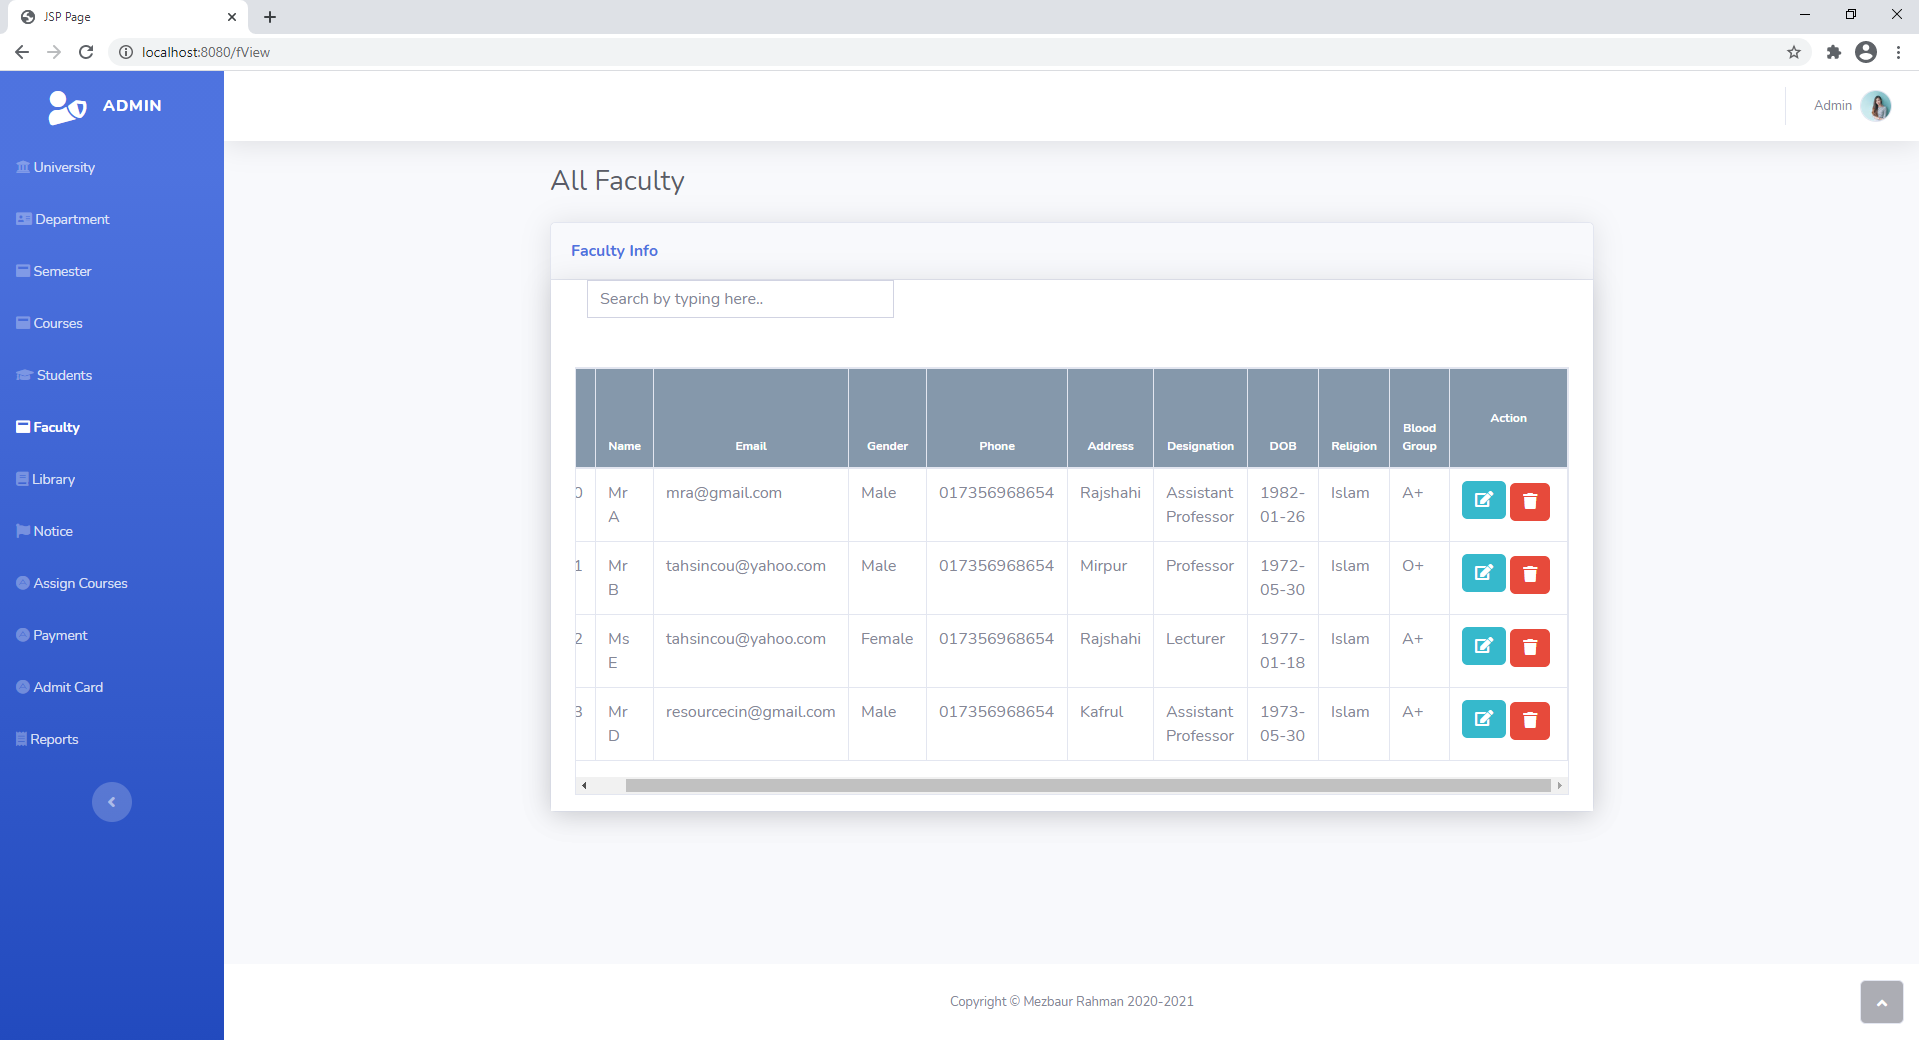 JSP Page
localhost:8080/fView
ADMIN
Admin
University
Department
Semester
Courses
Students
Faculty
Library
Notice
Assign Courses
Payment
Admit Card
Reports
All Faculty
Faculty Info
Search by typing here..
Name Email Gender Phone Address Designation DOB Religion Blood Group Action
0 Mr A mra@gmail.com Male 017356968654 Rajshahi Assistant Professor 1982-01-26 Islam A+
1 Mr B tahsincou@yahoo.com Male 017356968654 Mirpur Professor 1972-05-30 Islam O+
2 Ms E tahsincou@yahoo.com Female 017356968654 Rajshahi Lecturer 1977-01-18 Islam A+
3 Mr D resourcecin@gmail.com Male 017356968654 Kafrul Assistant Professor 1973-05-30 Islam A+
Copyright © Mezbaur Rahman 2020-2021